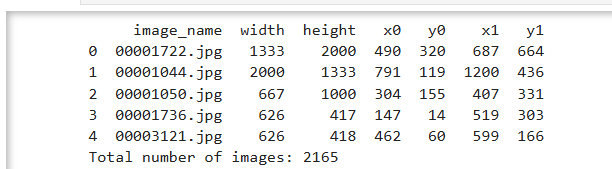 image_name width height x0 y0 x1 y1
0 00001722.jpg 1333 2000 490 320 687 664
1 00001044.jpg 2000 1333 791 119 1200 436
2 00001050.jpg 667 1000 304 155 407 331
3 00001736.jpg 626 417 147 14 519 303
4 00003121.jpg 626 418 462 60 599 166
Total number of images: 2165